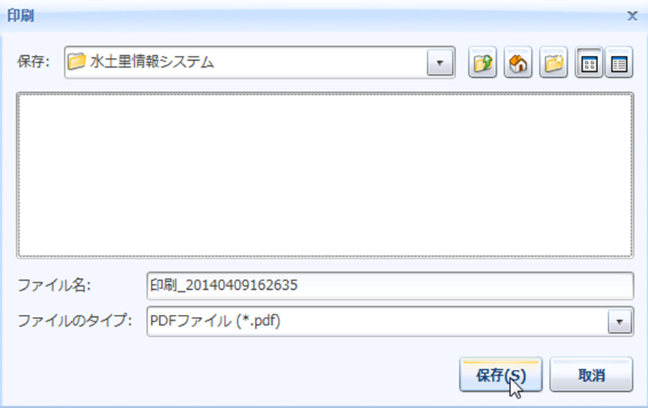 印刷
保存: 水土里情報システム
ファイル名: 印刷_20140409162635
ファイルのタイプ: PDFファイル (*.pdf)
保存(S) 取消